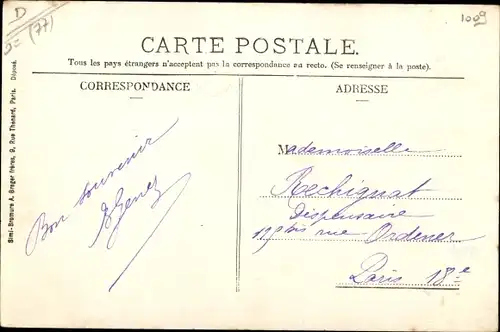 D
(77)
1009
CARTE POSTALE.
Tous les pays étrangers n'acceptent pas la correspondance au recto. (Se renseigner à la poste).
CORRESPONDANCE
ADRESSE
Simi-Bromure A. Breger frères, 9, Rue Thénard, Paris. Déposé.
Bon souvenir
Mademoiselle
Rechignat
Dispensaire
bis rue Ordener
Paris 18e